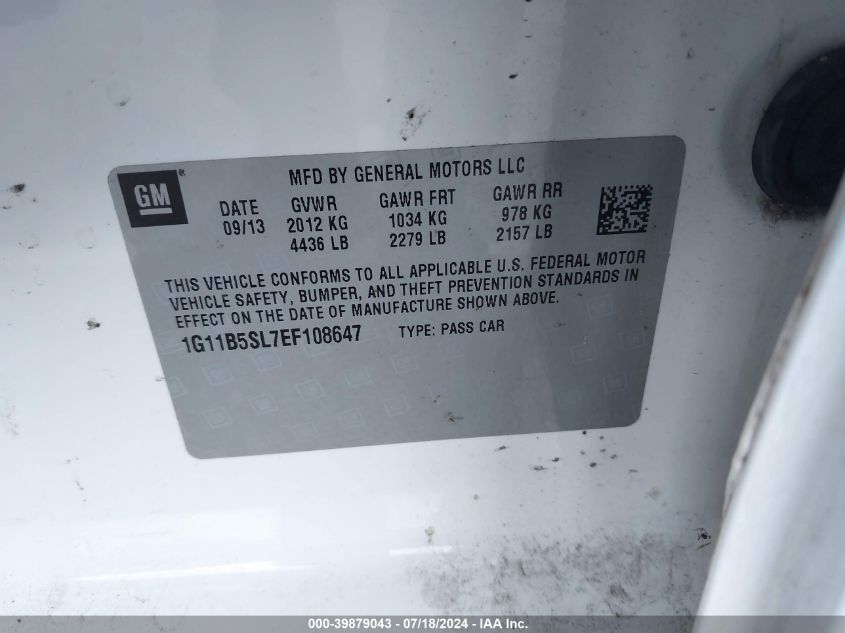 GM ®
MFD BY GENERAL MOTORS LLC
DATE GVWR GAWR FRT GAWR RR
09/13 2012 KG 1034 KG 978 KG
4436 LB 2279 LB 2157 LB
THIS VEHICLE CONFORMS TO ALL APPLICABLE U.S. FEDERAL MOTOR
VEHICLE SAFETY, BUMPER, AND THEFT PREVENTION STANDARDS IN
EFFECT ON THE DATE OF MANUFACTURE SHOWN ABOVE.
1G11B5SL7EF108647 TYPE: PASS CAR
000-39879043 - 07/18/2024 - IAA Inc.